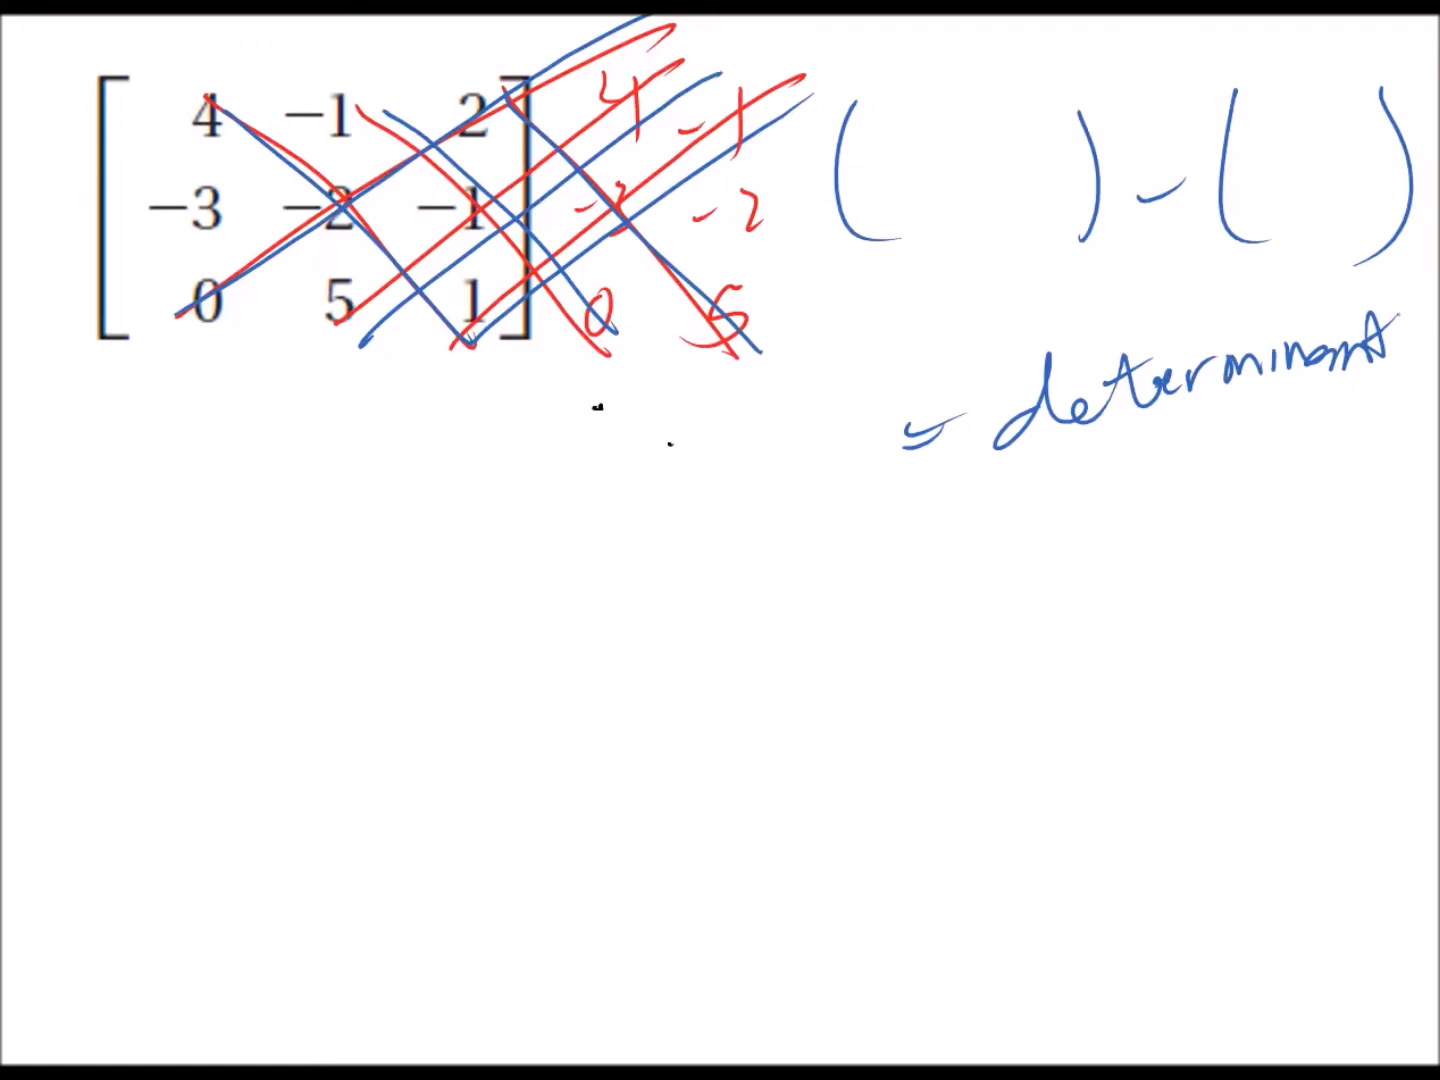 4 −1 2 4 -1 ( ) - ( )
−3 −2 −1 -3 -2
0 5 1 0 5
= determinant